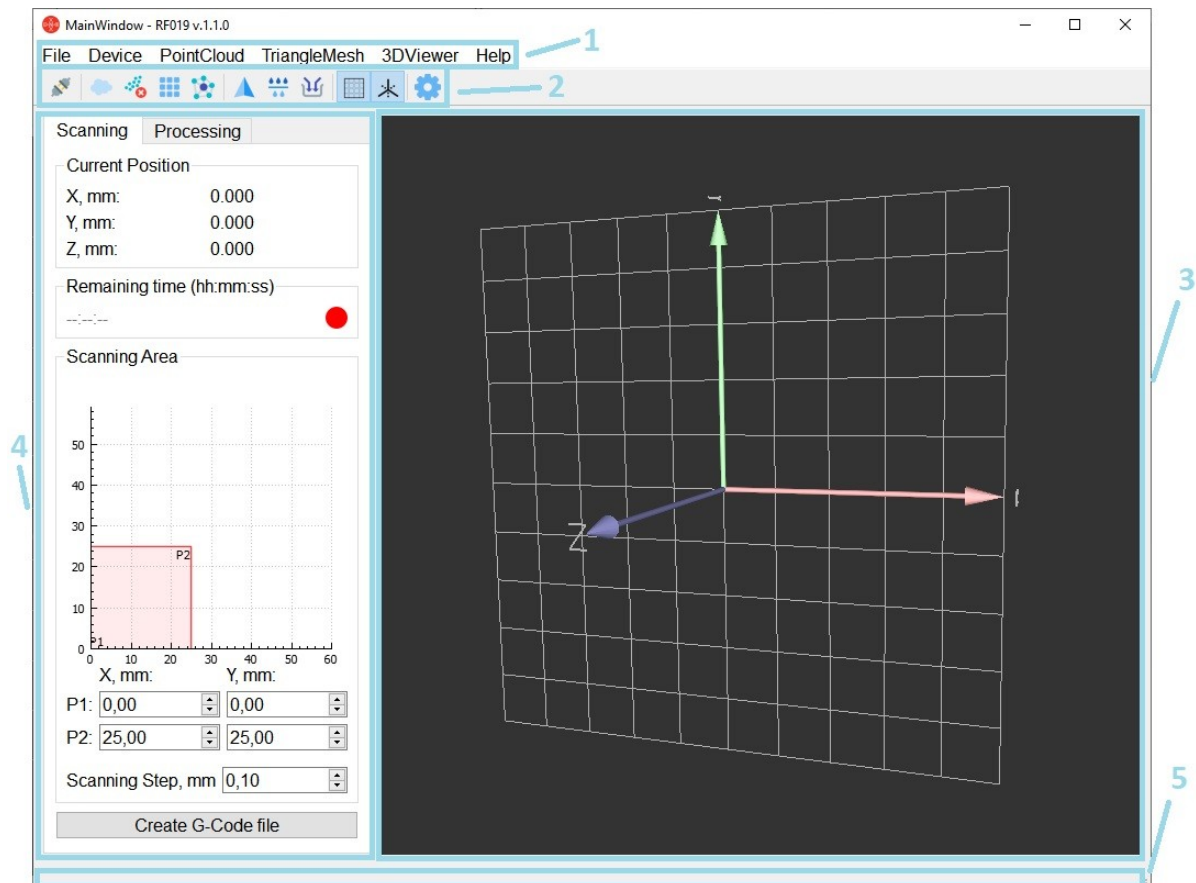 MainWindow - RF019 v.1.1.0
File Device PointCloud TriangleMesh 3DViewer Help
1
2
Scanning Processing
Current Position
X, mm: 0.000
Y, mm: 0.000
Z, mm: 0.000
Remaining time (hh:mm:ss)
--:--:--
Scanning Area
50
40
30
20
10
0
P2
P1
0 10 20 30 40 50 60
X, mm: Y, mm:
P1: 0,00 0,00
P2: 25,00 25,00
Scanning Step, mm 0,10
Create G-Code file
Z
3
4
5